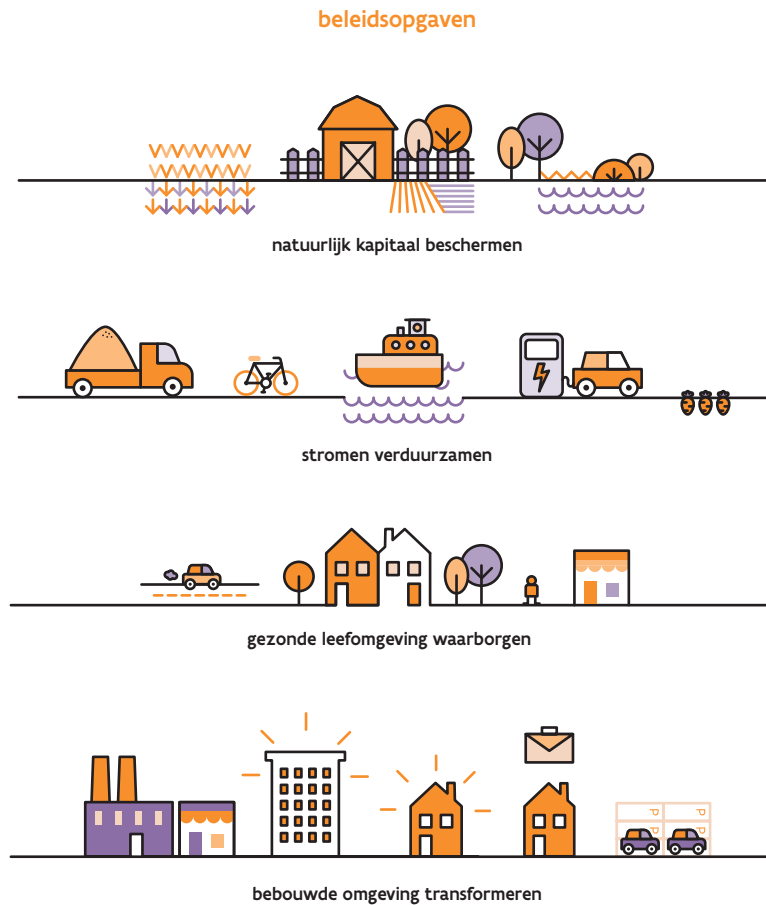 beleidsopgaven
natuurlijk kapitaal beschermen
stromen verduurzamen
gezonde leefomgeving waarborgen
P P
P P
bebouwde omgeving transformeren